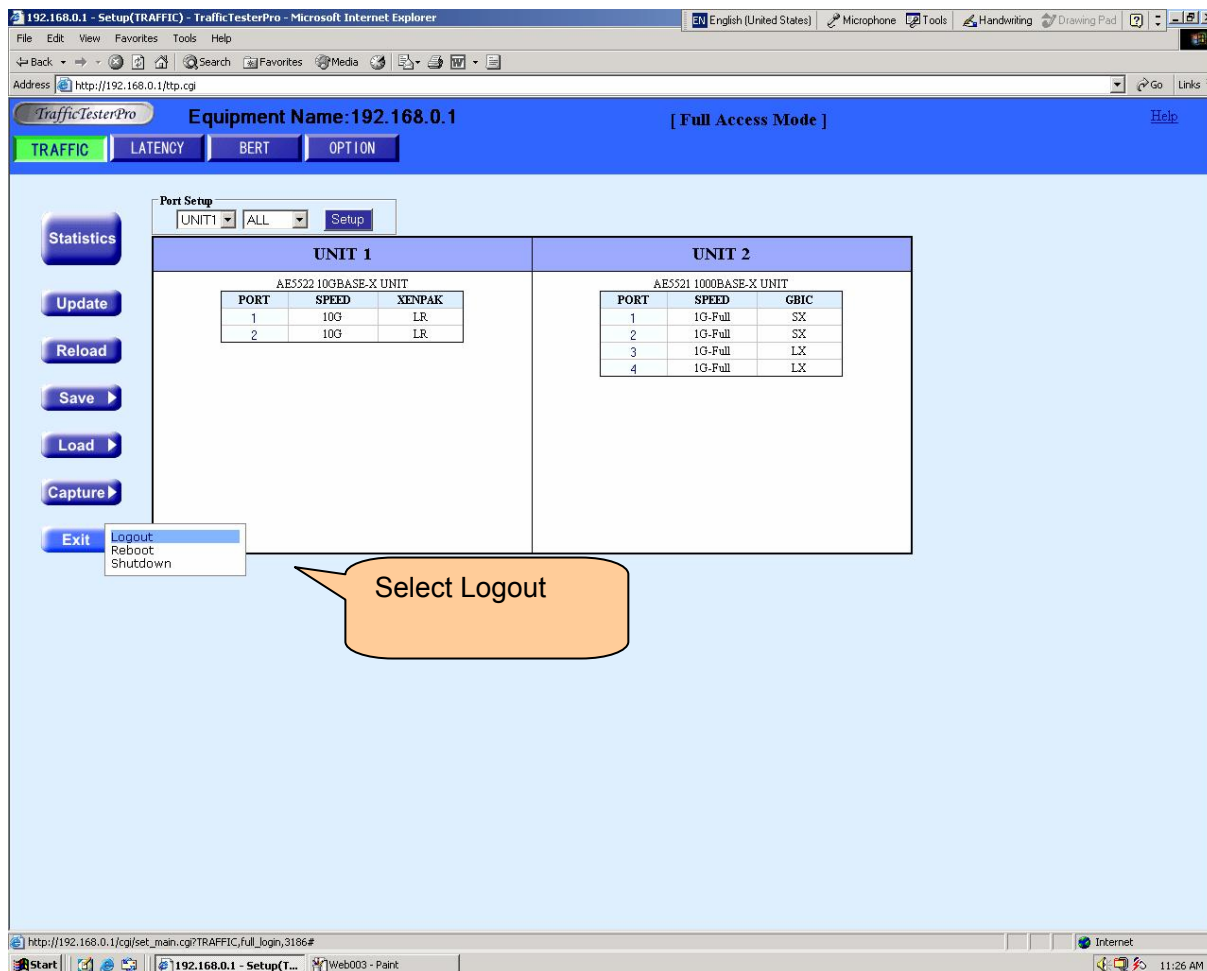 192.168.0.1 - Setup(TRAFFIC) - TrafficTesterPro - Microsoft Internet Explorer
EN English (United States) Microphone Tools Handwriting Drawing Pad
File Edit View Favorites Tools Help
Back Search Favorites Media
Address http://192.168.0.1/ttp.cgi Go Links
TrafficTesterPro Equipment Name:192.168.0.1 [ Full Access Mode ] Help
TRAFFIC LATENCY BERT OPTION
Port Setup
UNIT1 ALL Setup
Statistics
Update
Reload
Save
Load
Capture
Exit
UNIT 1
AE5522 10GBASE-X UNIT
PORT SPEED XENPAK
1 10G LR
2 10G LR
UNIT 2
AE5521 1000BASE-X UNIT
PORT SPEED GBIC
1 1G-Full SX
2 1G-Full SX
3 1G-Full LX
4 1G-Full LX
Logout
Reboot
Shutdown
Select Logout
http://192.168.0.1/cgi/set_main.cgi?TRAFFIC,full_login,3186# Internet
Start 192.168.0.1 - Setup(T... Web003 - Paint 11:26 AM